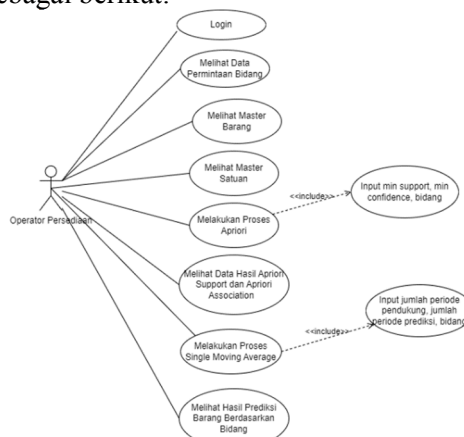 sebagai berikut:
Login
Melihat Data
Permintaan Bidang
Melihat Master
Barang
Melihat Master
Satuan
Operator Persediaan
Melakukan Proses
Apriori
<<include>>
Input min support, min
confidence, bidang
Melihat Data Hasil Apriori
Support dan Apriori
Association
Melakukan Proses
Single Moving Average
<<include>>
Input jumlah periode
pendukung, jumlah
periode prediksi, bidang
Melihat Hasil Prediksi
Barang Berdasarkan
Bidang